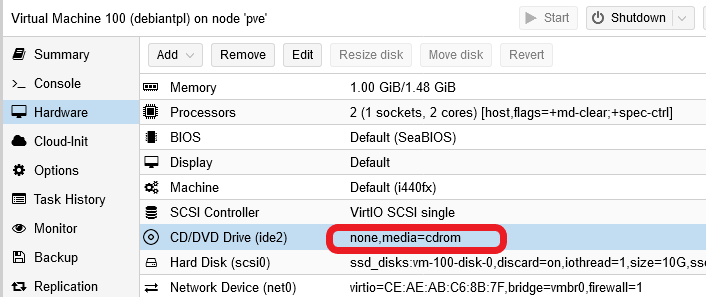 Virtual Machine 100 (debiantpl) on node 'pve' Start Shutdown
Summary Add Remove Edit Resize disk Move disk Revert
Console Memory 1.00 GiB/1.48 GiB
Hardware Processors 2 (1 sockets, 2 cores) [host,flags=+md-clear;+spec-ctrl]
Cloud-Init BIOS Default (SeaBIOS)
Options Display Default
Task History Machine Default (i440fx)
Monitor SCSI Controller VirtIO SCSI single
Backup CD/DVD Drive (ide2) none,media=cdrom
Replication Hard Disk (scsi0) ssd_disks:vm-100-disk-0,discard=on,iothread=1,size=10G,
Network Device (net0) virtio=CE:AE:AB:C6:8B:7F,bridge=vmbr0,firewall=1